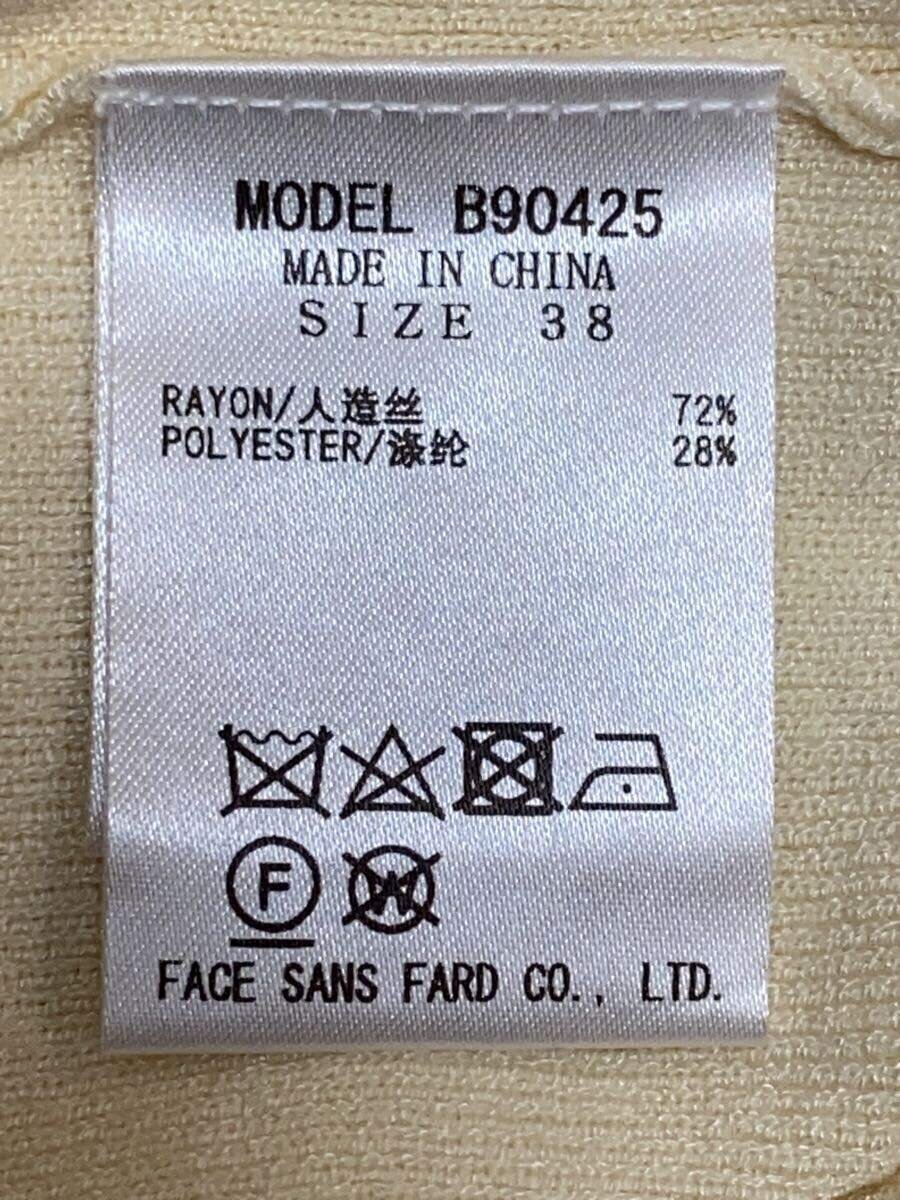 MODEL B90425
MADE IN CHINA
SIZE 38
RAYON/人造丝 72%
POLYESTER/涤纶 28%
F W
FACE SANS FARD CO., LTD.